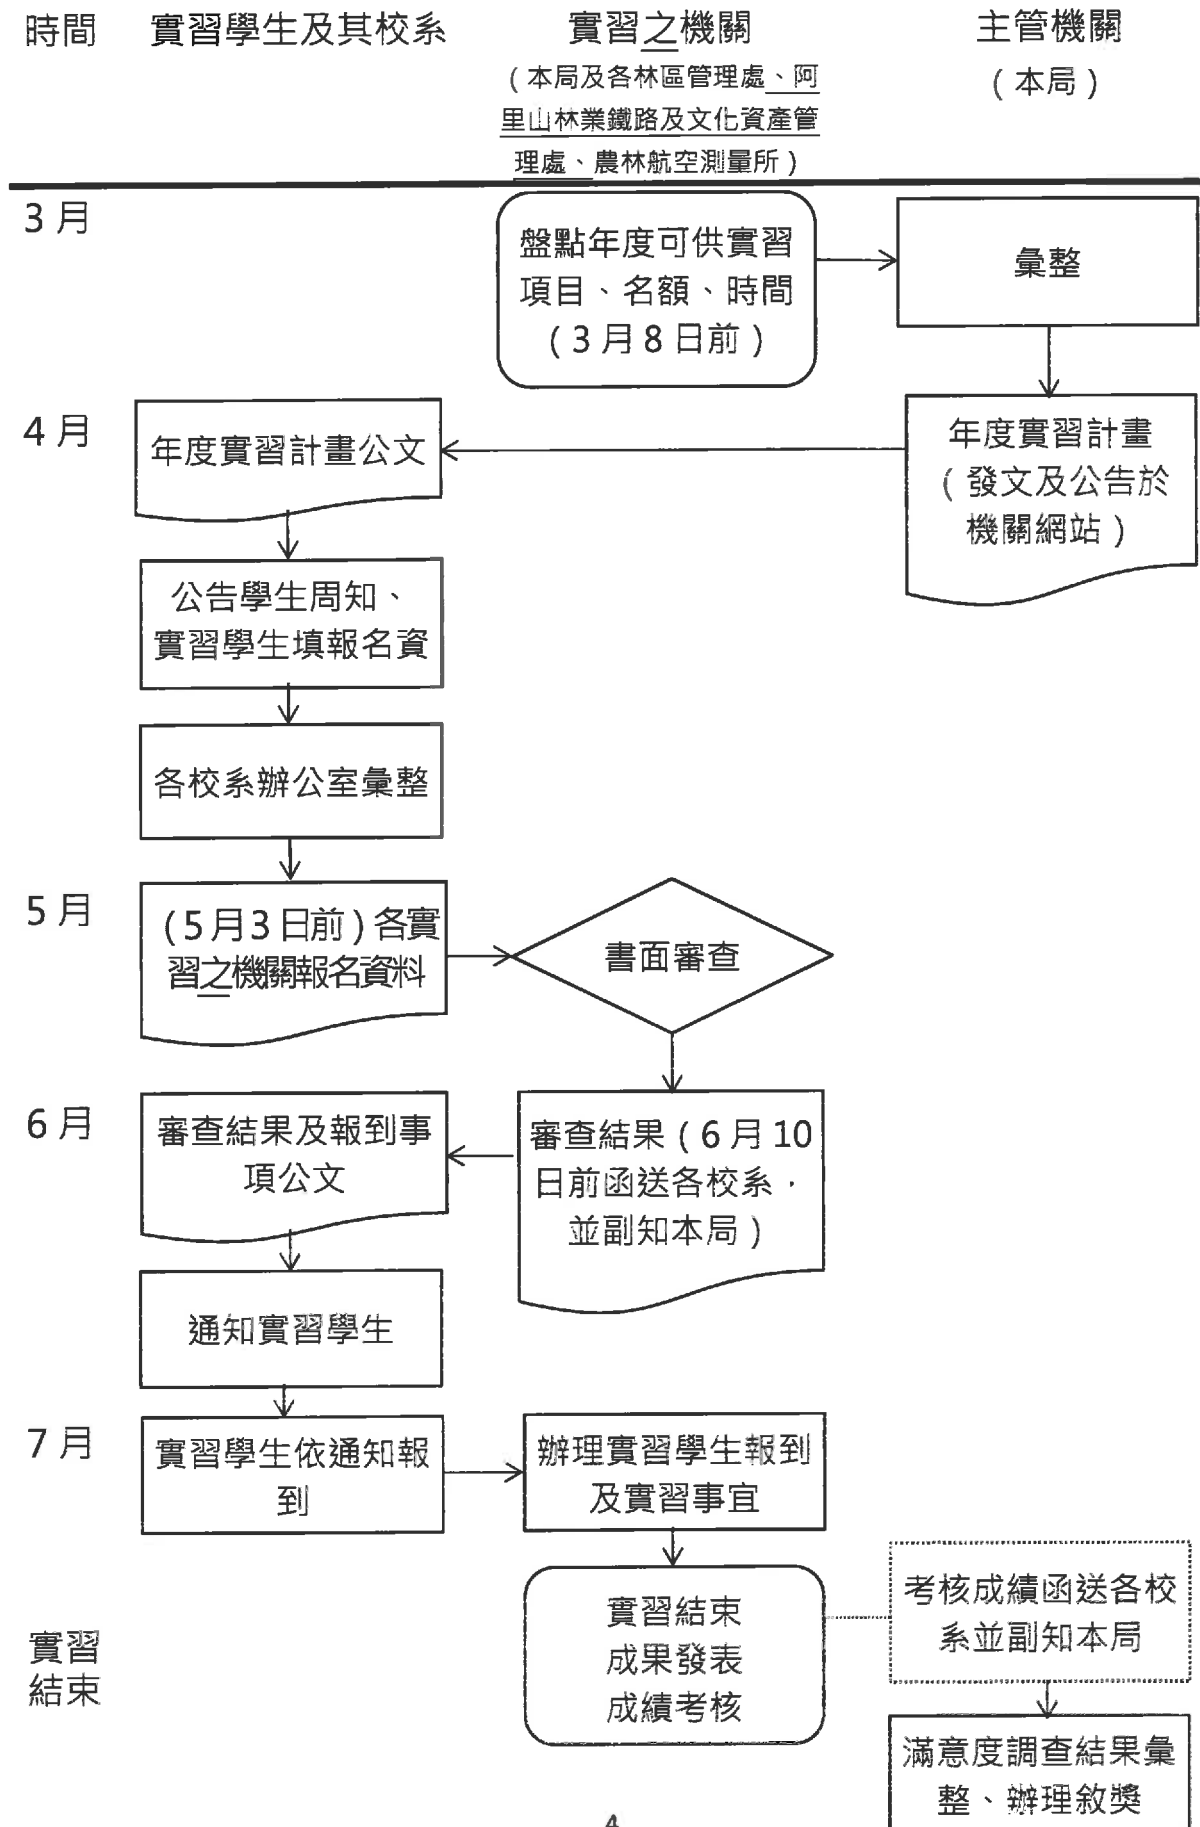 時間 實習學生及其校系 實習之機關 主管機關
（本局及各林區管理處、阿
里山林業鐵路及文化資產管
理處、農林航空測量所）
（本局）
3 月
盤點年度可供實習
項目、名額、時間
（3 月 8 日前）
彙整
4 月
年度實習計畫公文
年度實習計畫
（發文及公告於
機關網站）
公告學生周知、
實習學生填報名資
各校系辦公室彙整
5 月
（5月3日前）各實
習之機關報名資料
書面審查
6 月
審查結果及報到事
項公文
審查結果（6 月 10
日前函送各校系，
並副知本局）
通知實習學生
7 月
實習學生依通知報
到
辦理實習學生報到
及實習事宜
實習
結束
實習結束
成果發表
成績考核
考核成績函送各校
系並副知本局
滿意度調查結果彙
整、辦理敘獎
4